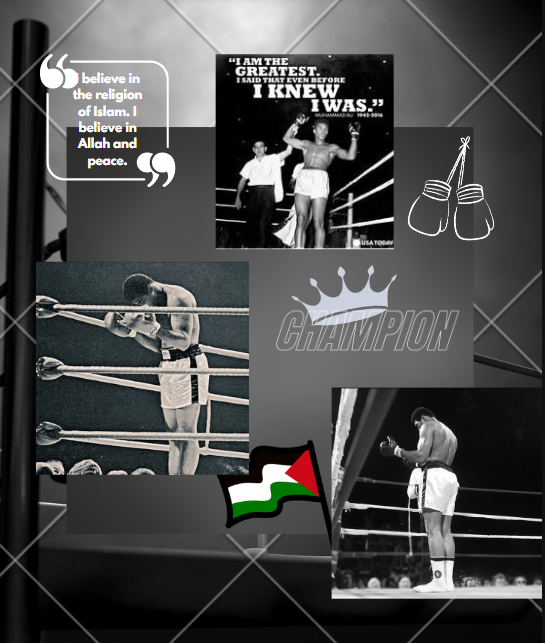 I believe in
the religion
of Islam. I
believe in
Allah and
peace.
“I AM THE
GREATEST.
I SAID THAT EVEN BEFORE
I KNEW
I WAS.”
MUHAMMAD ALI 1942-2016
USA TODAY
CHAMPION